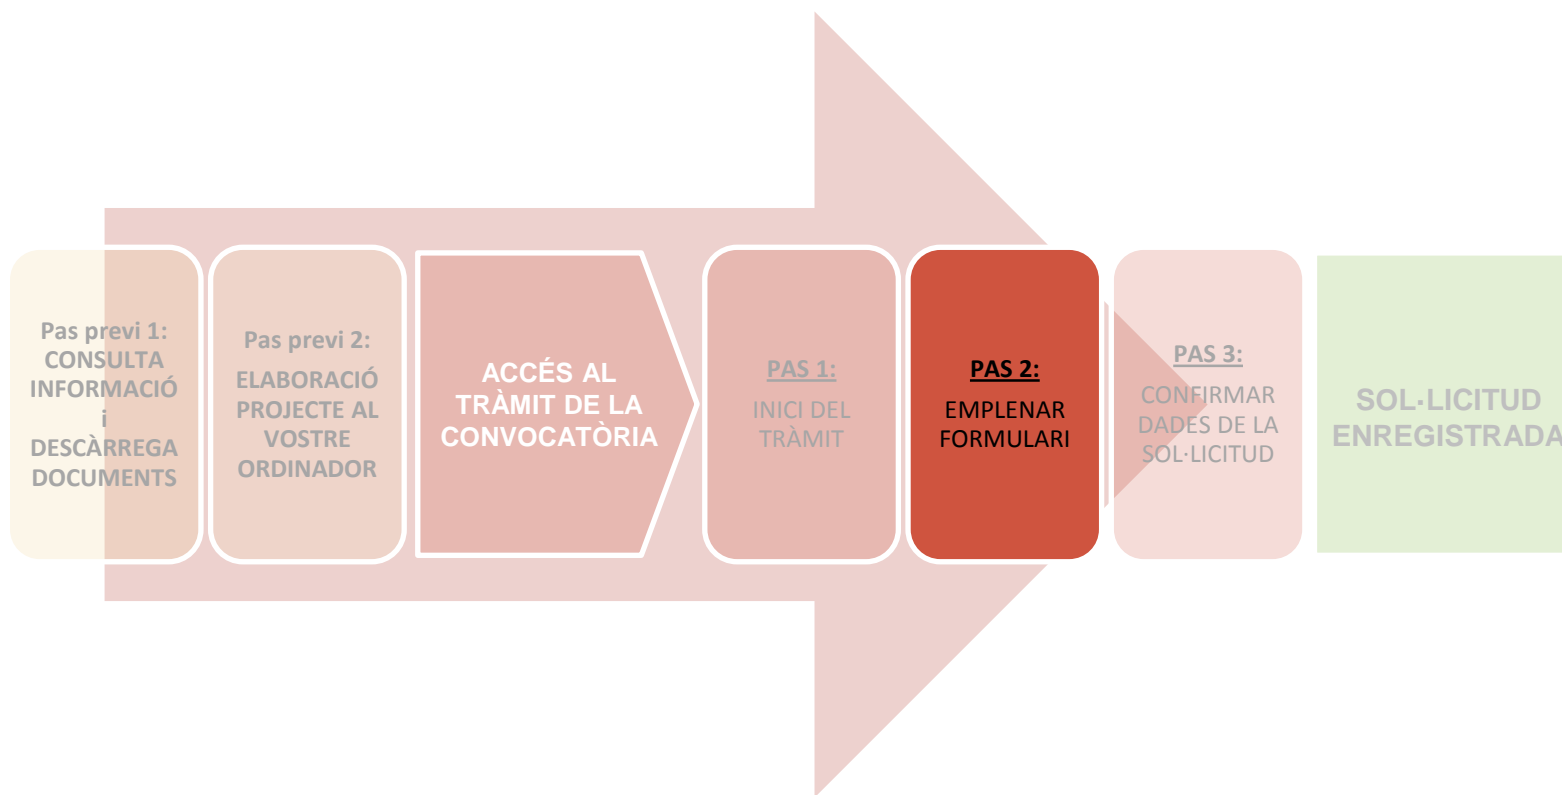 Pas previ 1:
CONSULTA
INFORMACIÓ
i
DESCÀRREGA
DOCUMENTS
Pas previ 2:
ELABORACIÓ
PROJECTE AL
VOSTRE
ORDINADOR
ACCÉS AL
TRÀMIT DE LA
CONVOCATÒRIA
PAS 1:
INICI DEL
TRÀMIT
PAS 2:
EMPLENAR
FORMULARI
PAS 3:
CONFIRMAR
DADES DE LA
SOL·LICITUD
SOL·LICITUD
ENREGISTRADA